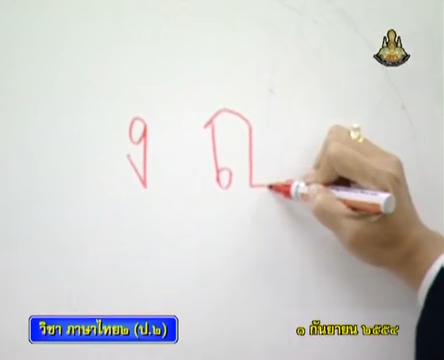 ง
วิชา ภาษาไทย๒ (ป.๒)
๑ กันยายน ๒๕๕๔